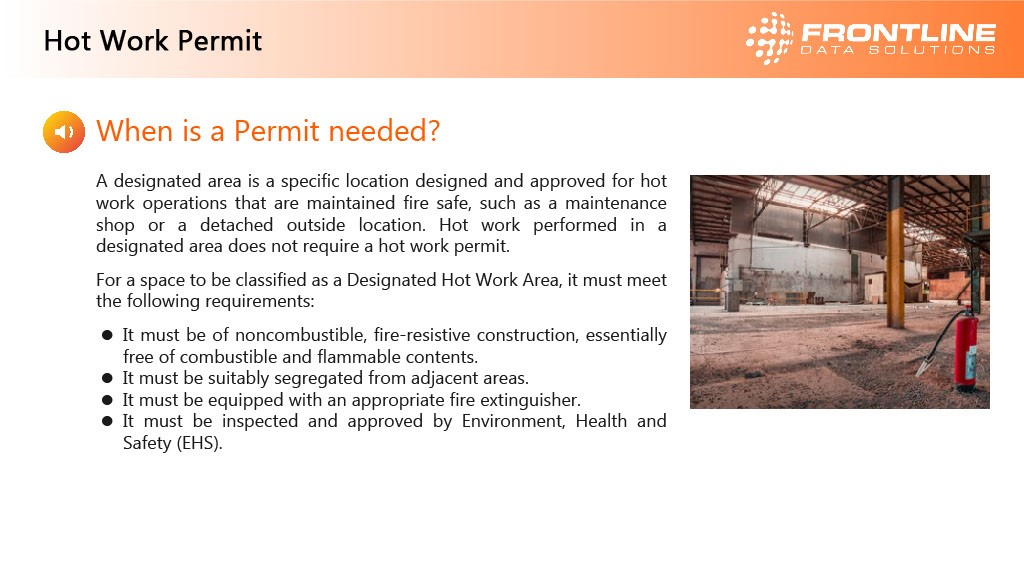 Hot Work Permit
FRONTLINE
DATA SOLUTIONS
When is a Permit needed?
A designated area is a specific location designed and approved for hot
work operations that are maintained fire safe, such as a maintenance
shop or a detached outside location. Hot work performed in a
designated area does not require a hot work permit.
For a space to be classified as a Designated Hot Work Area, it must meet
the following requirements:
● It must be of noncombustible, fire-resistive construction, essentially
free of combustible and flammable contents.
● It must be suitably segregated from adjacent areas.
● It must be equipped with an appropriate fire extinguisher.
● It must be inspected and approved by Environment, Health and
Safety (EHS).